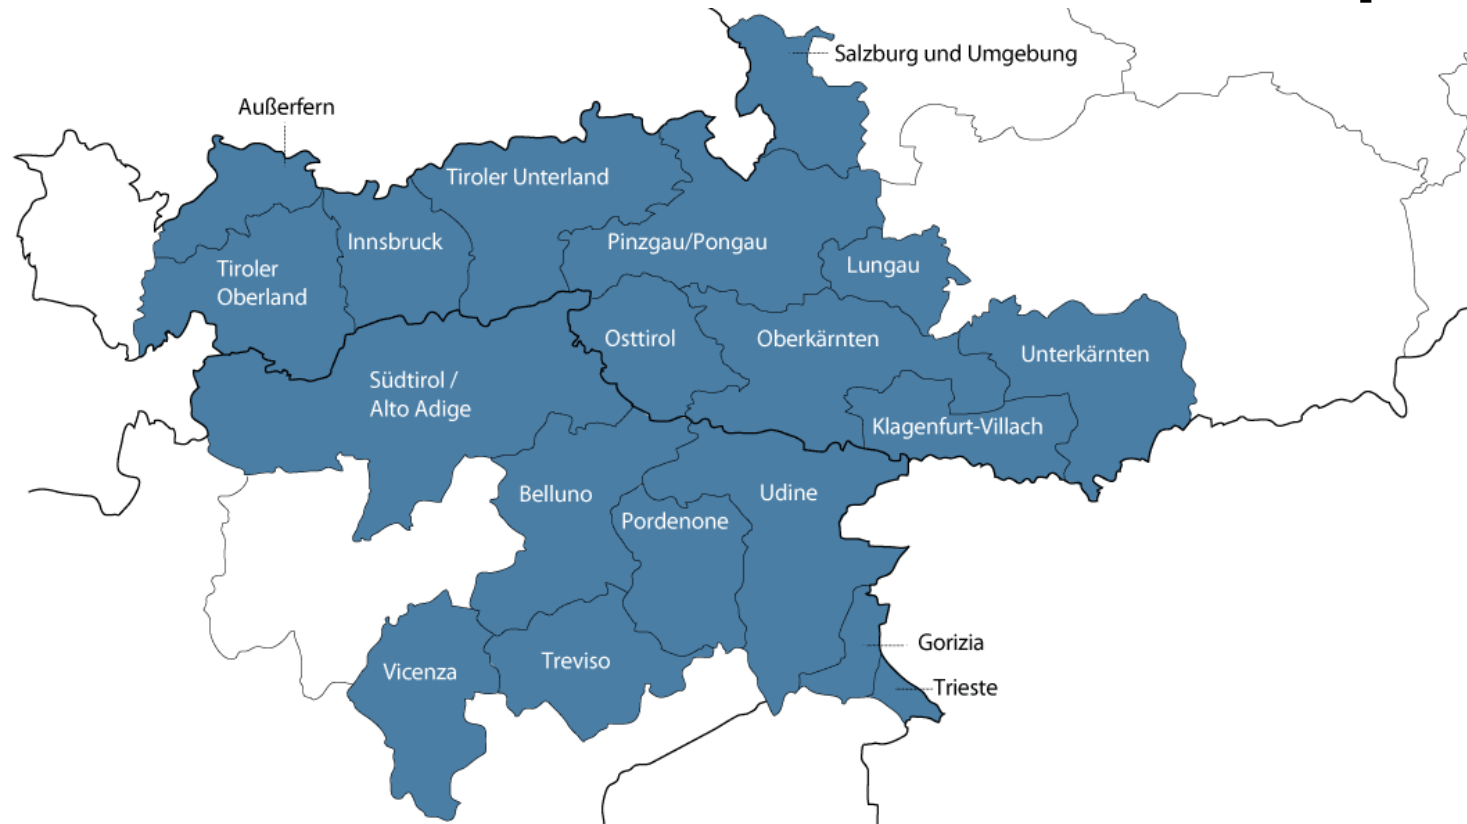 Salzburg und Umgebung
Außerfern
Tiroler Unterland
Innsbruck
Pinzgau/Pongau
Tiroler
Oberland
Lungau
Osttirol
Oberkärnten
Unterkärnten
Südtirol /
Alto Adige
Klagenfurt-Villach
Belluno
Udine
Pordenone
Gorizia
Treviso
Vicenza
Trieste